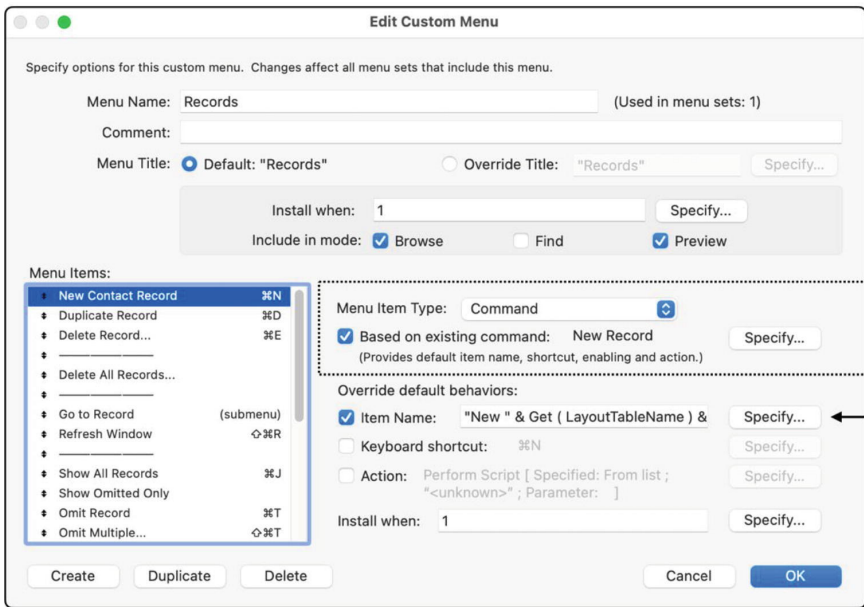 Edit Custom Menu
Specify options for this custom menu.  Changes affect all menu sets that include this menu.
Menu Name: Records (Used in menu sets: 1)
Comment:
Menu Title: Default: "Records" Override Title: "Records" Specify...
Install when: 1 Specify...
Include in mode: Browse Find Preview
Menu Items:
New Contact Record ⌘N
Duplicate Record ⌘D
Delete Record... ⌘E
Delete All Records...
Go to Record (submenu)
Refresh Window ⇧⌘R
Show All Records ⌘J
Show Omitted Only
Omit Record ⌘T
Omit Multiple... ⇧⌘T
Menu Item Type: Command
Based on existing command: New Record Specify...
(Provides default item name, shortcut, enabling and action.)
Override default behaviors:
Item Name: "New " & Get ( LayoutTableName ) & Specify...
Keyboard shortcut: ⌘N Specify...
Action: Perform Script [ Specified: From list ; Specify...
"<unknown>" ; Parameter:   ]
Install when: 1 Specify...
Create Duplicate Delete Cancel OK